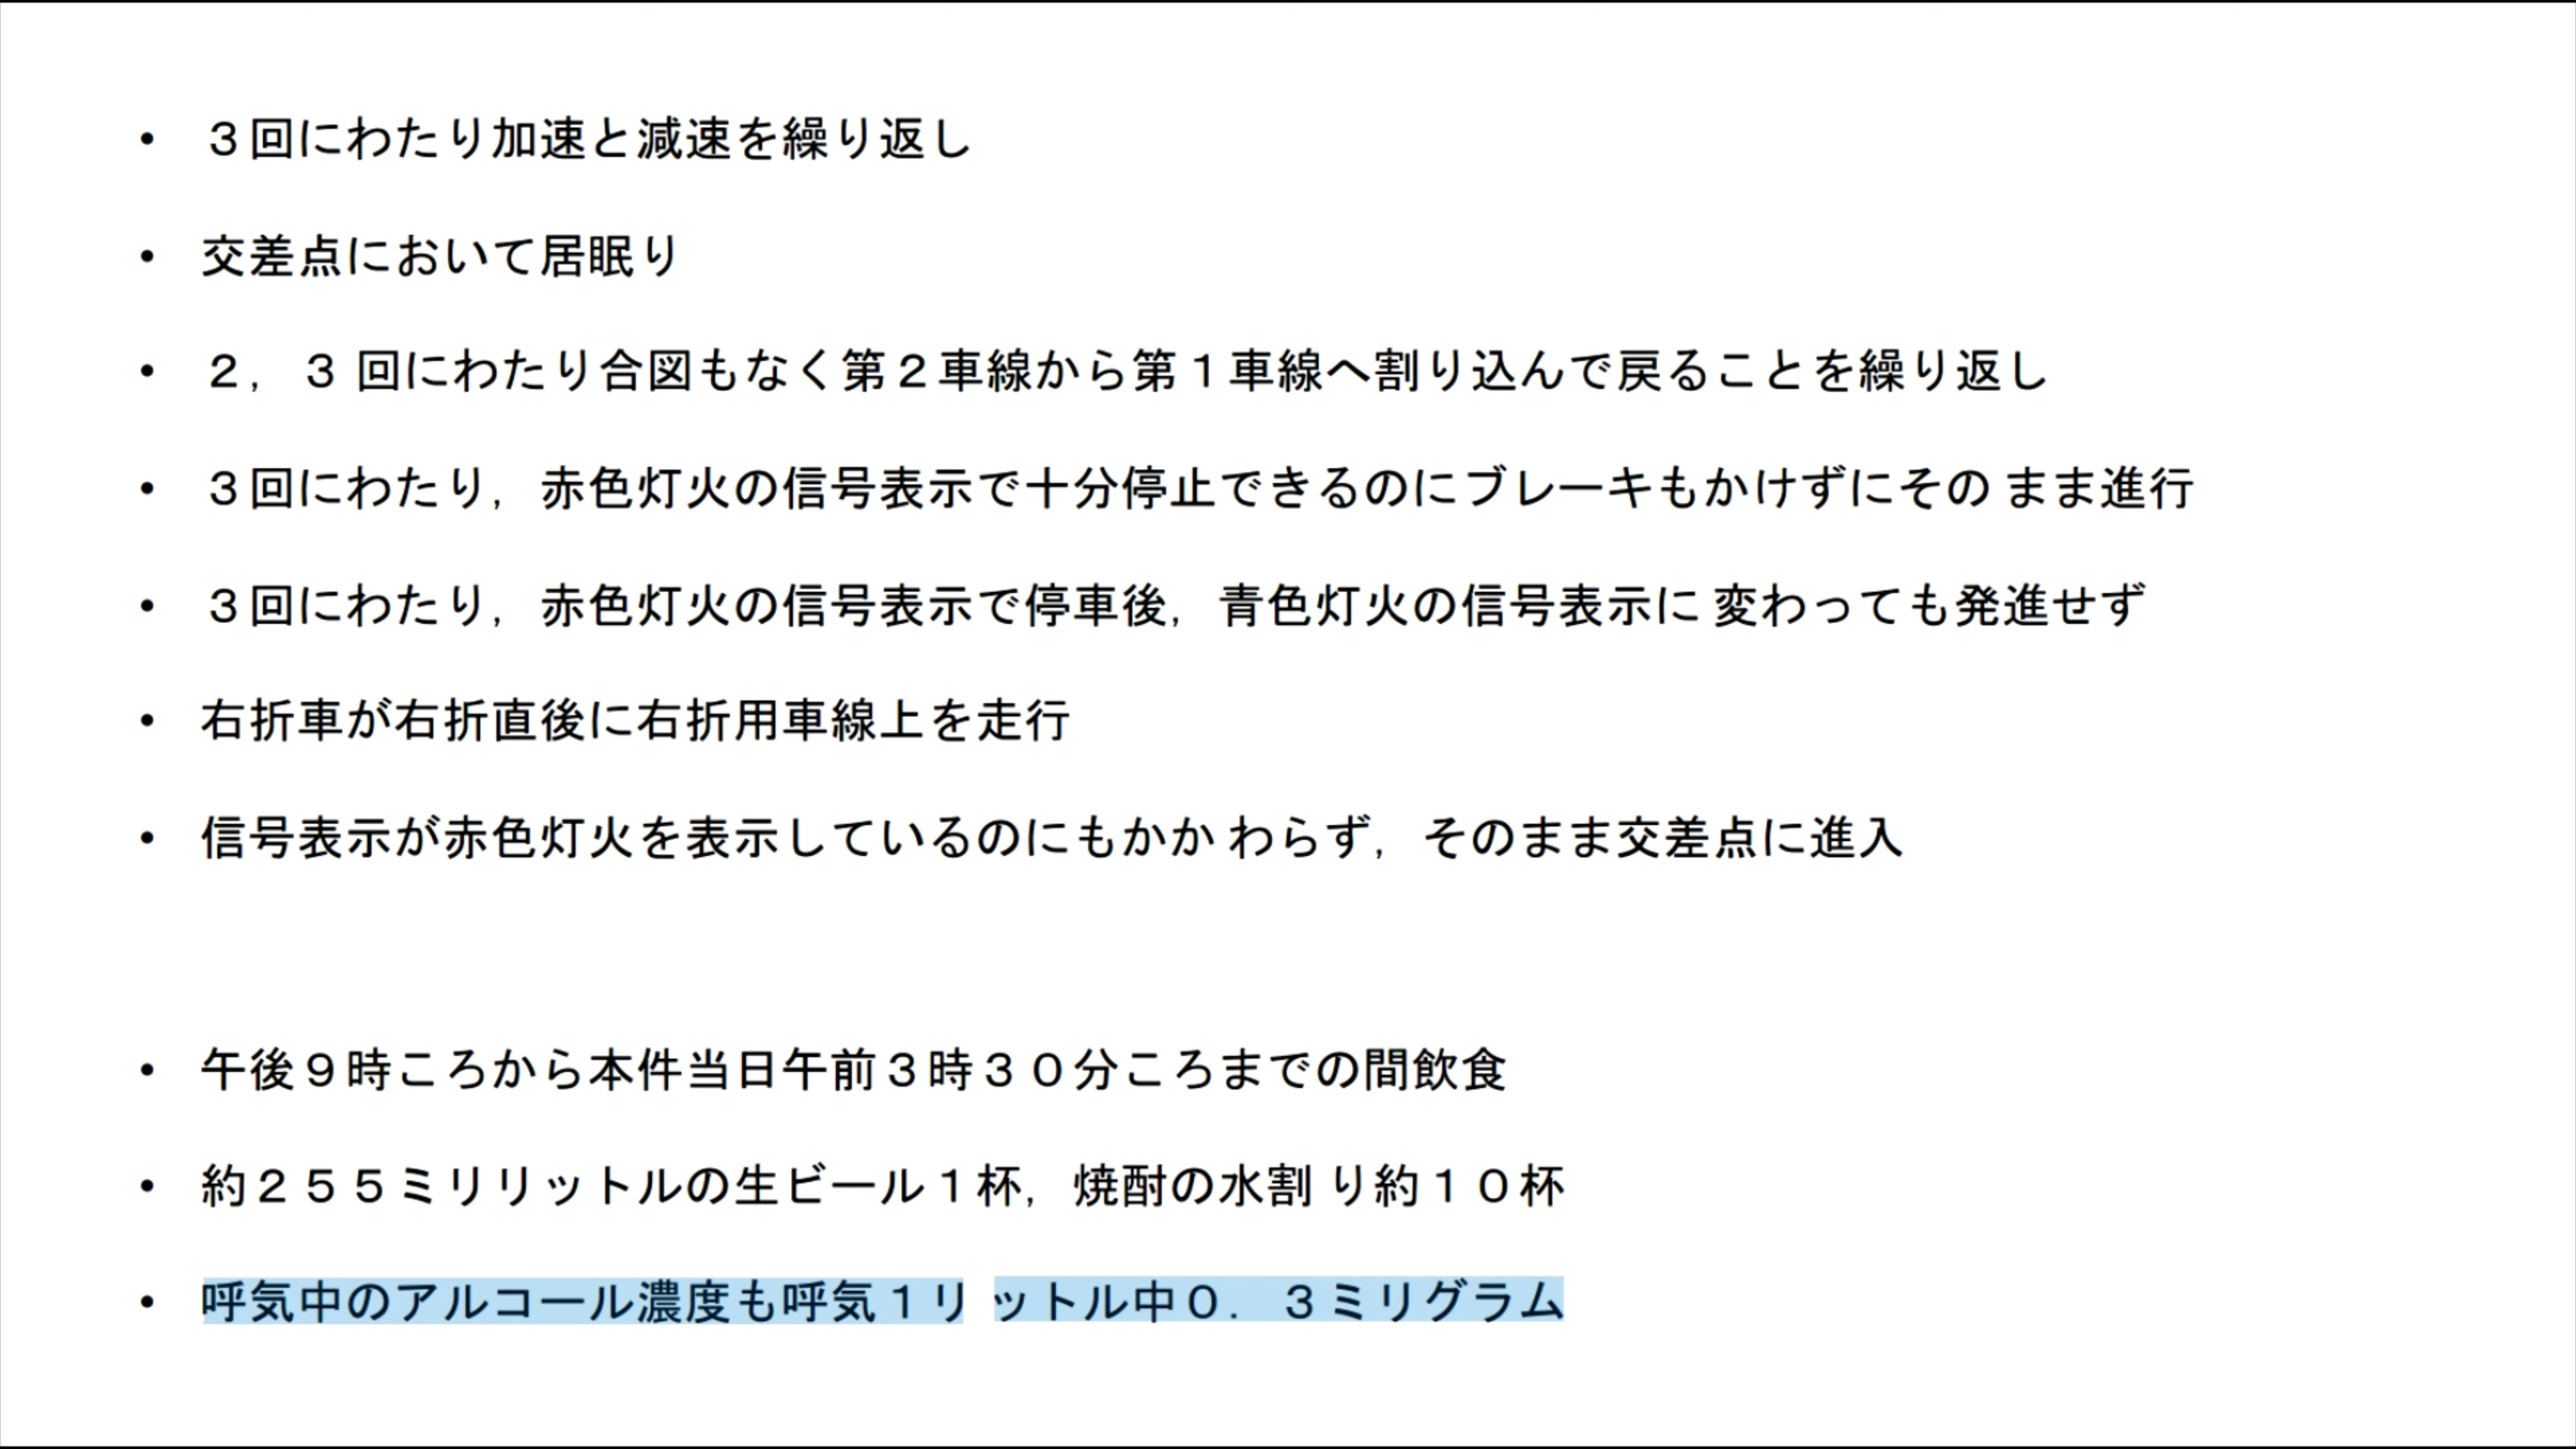 • ３回にわたり加速と減速を繰り返し
• 交差点において居眠り
• ２，３ 回にわたり合図もなく第２車線から第１車線へ割り込んで戻ることを繰り返し
• ３回にわたり，赤色灯火の信号表示で十分停止できるのにブレーキもかけずにその まま進行
• ３回にわたり，赤色灯火の信号表示で停車後，青色灯火の信号表示に 変わっても発進せず
• 右折車が右折直後に右折用車線上を走行
• 信号表示が赤色灯火を表示しているのにもかか わらず，そのまま交差点に進入
• 午後９時ころから本件当日午前３時３０分ころまでの間飲食
• 約２５５ミリリットルの生ビール１杯，焼酎の水割 り約１０杯
• 呼気中のアルコール濃度も呼気１リ ットル中０．３ミリグラム